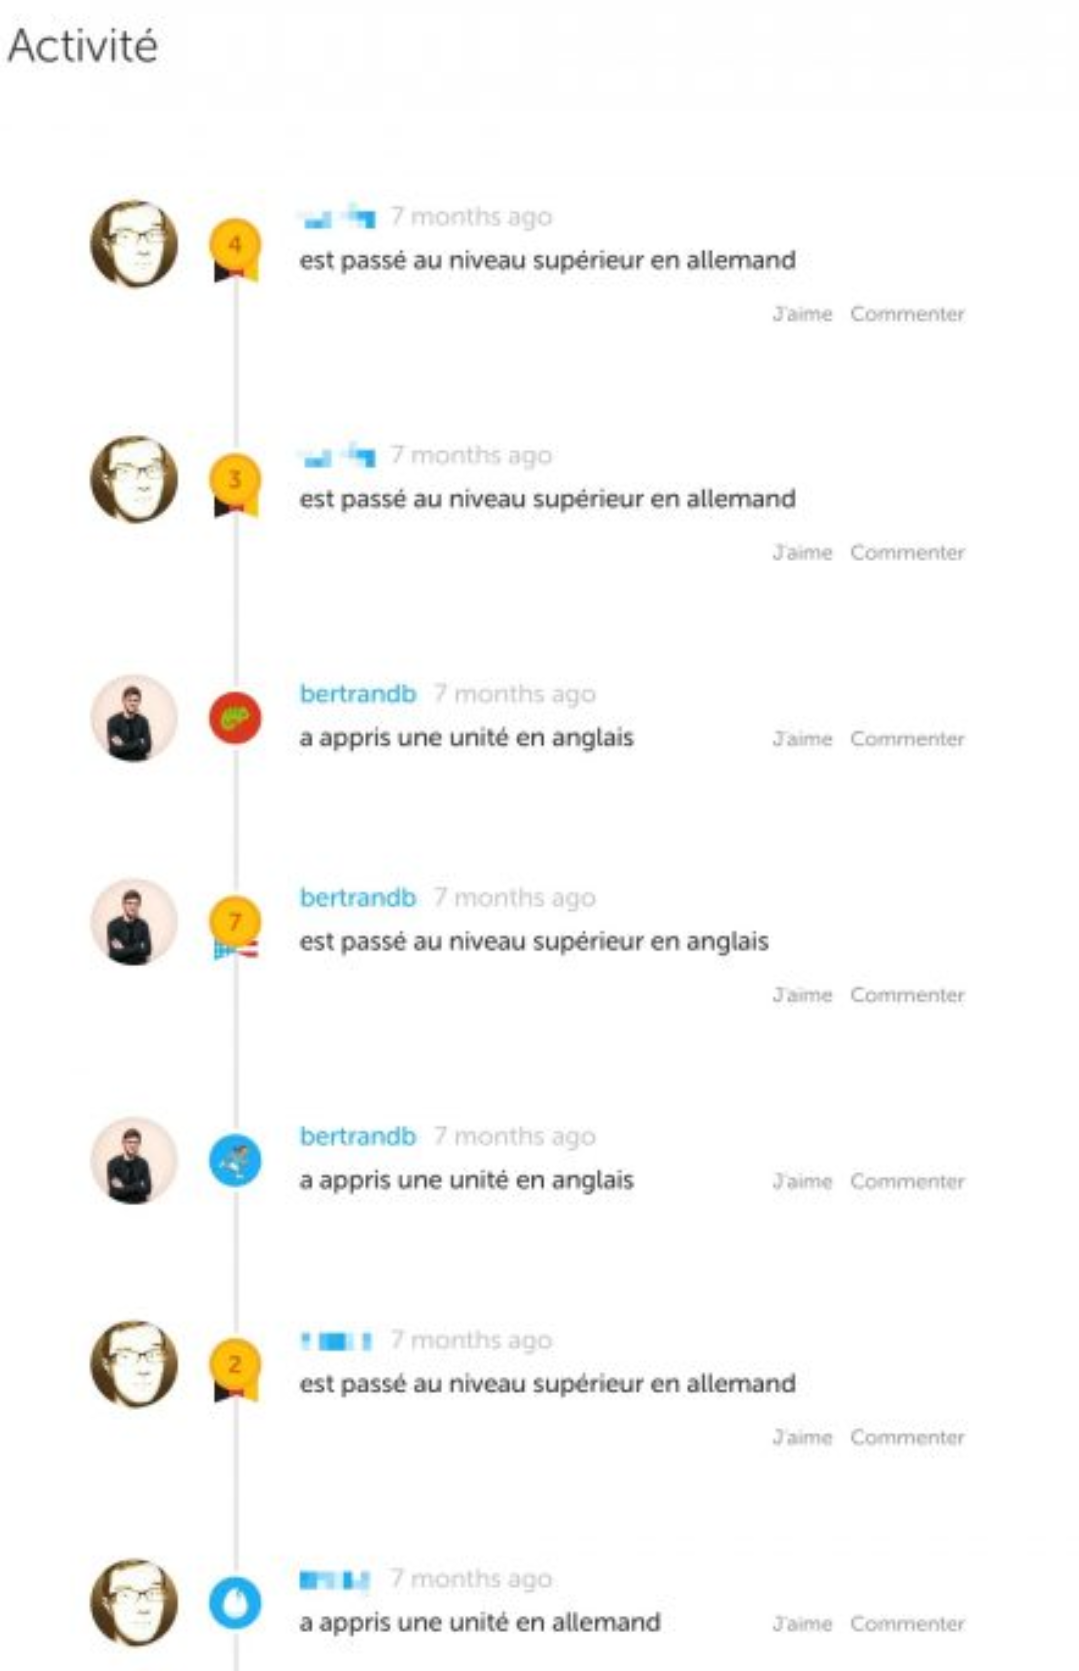 Activité
7 months ago
4
est passé au niveau supérieur en allemand
J'aime Commenter
7 months ago
3
est passé au niveau supérieur en allemand
J'aime Commenter
bertrandb 7 months ago
a appris une unité en anglais
J'aime Commenter
bertrandb 7 months ago
7
est passé au niveau supérieur en anglais
J'aime Commenter
bertrandb 7 months ago
a appris une unité en anglais
J'aime Commenter
7 months ago
2
est passé au niveau supérieur en allemand
J'aime Commenter
7 months ago
a appris une unité en allemand
J'aime Commenter